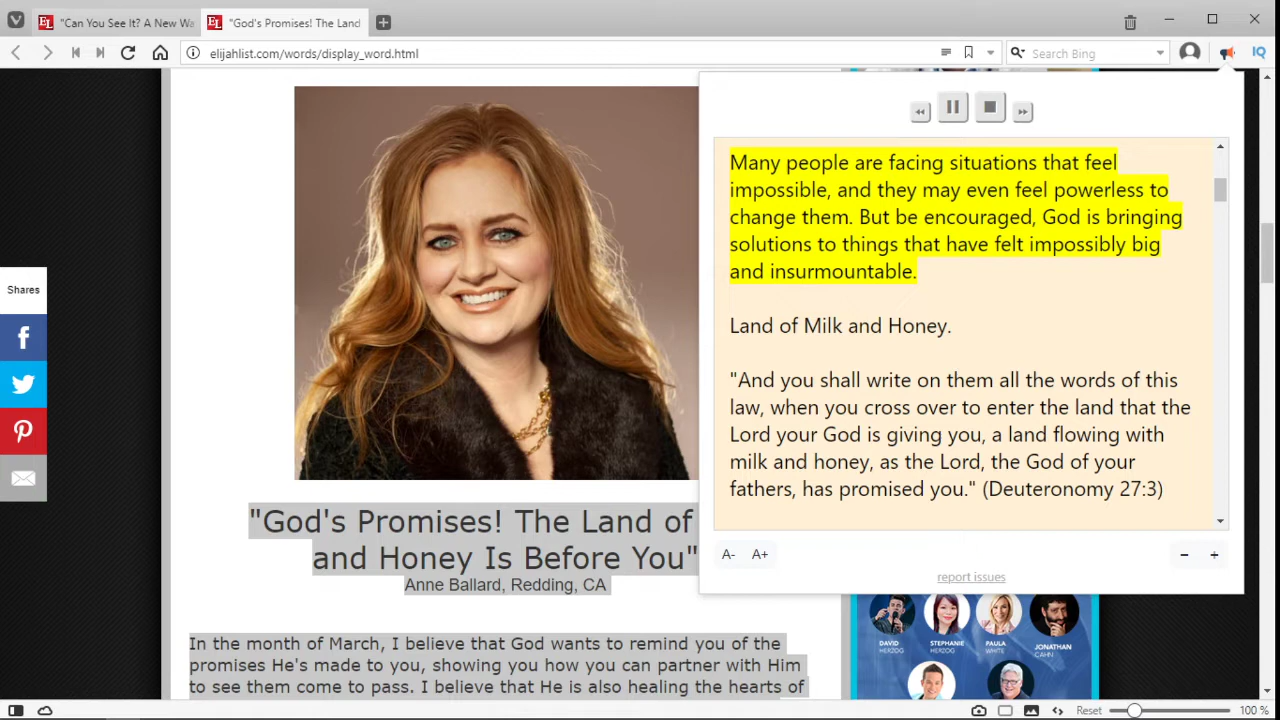 "Can You See It? A New Wa
"God's Promises! The Land
elijahlist.com/words/display_word.html
Search Bing
IQ
Shares
Many people are facing situations that feel
impossible, and they may even feel powerless to
change them. But be encouraged, God is bringing
solutions to things that have felt impossibly big
and insurmountable.
Land of Milk and Honey.
"And you shall write on them all the words of this
law, when you cross over to enter the land that the
Lord your God is giving you, a land flowing with
milk and honey, as the Lord, the God of your
fathers, has promised you." (Deuteronomy 27:3)
A- A+
- +
report issues
"God's Promises! The Land of
and Honey Is Before You"
Anne Ballard, Redding, CA
In the month of March, I believe that God wants to remind you of the
promises He's made to you, showing you how you can partner with Him
to see them come to pass. I believe that He is also healing the hearts of
DAVID
HERZOG
STEPHANIE
HERZOG
PAULA
WHITE
JONATHAN
CAHN
Reset
100 %